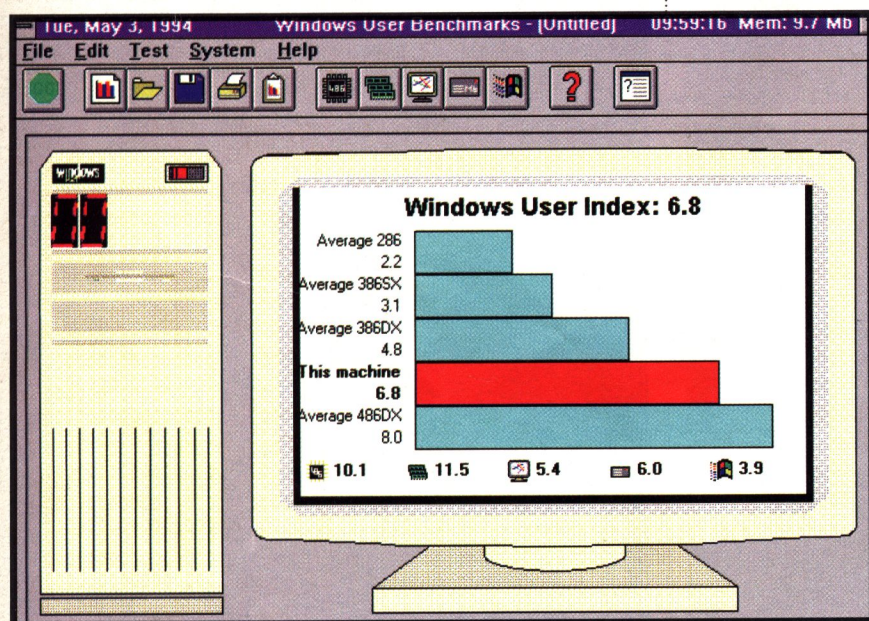 Tue, May 3, 1994 Windows User Benchmarks - [Untitled] 09:59:16 Mem: 9.7 Mb
File Edit Test System Help
486 ?
windows
Windows User Index: 6.8
Average 286
2.2
Average 386SX
3.1
Average 386DX
4.8
This machine
6.8
Average 486DX
8.0
10.1 11.5 5.4 6.0 3.9